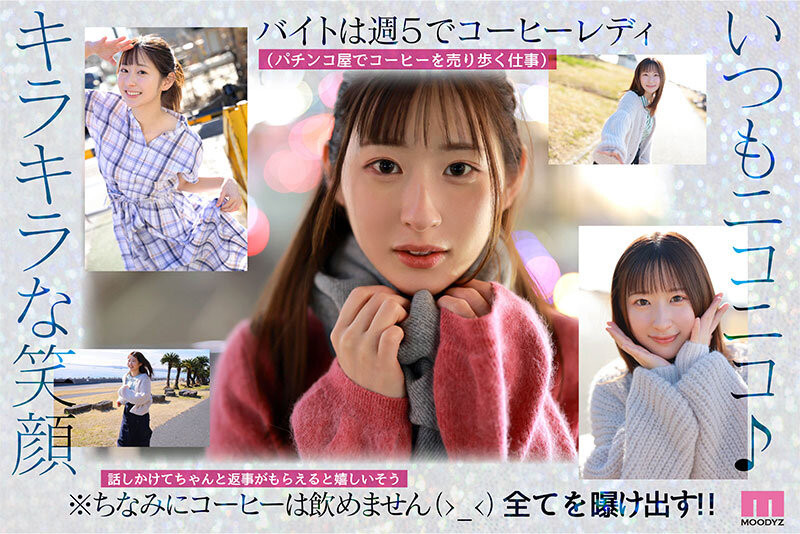 バイトは週5でコーヒーレディ
(パチンコ屋でコーヒーを売り歩く仕事)
いつもニコニコ♪
キラキラな笑顔
話しかけてちゃんと返事がもらえると嬉しいそう
※ちなみにコーヒーは飲めません(>_<) 全てを曝け出す!!
M
MOODYZ